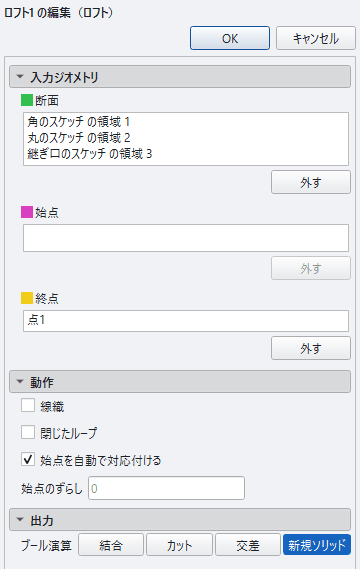 ロフト1 の編集（ロフト）
OK
キャンセル
入力ジオメトリ
断面
角のスケッチ の領域 1
丸のスケッチ の領域 2
継ぎ口のスケッチ の領域 3
外す
始点
外す
終点
点1
外す
動作
線織
閉じたループ
始点を自動で対応付ける
始点のずらし 0
出力
ブール演算 結合 カット 交差 新規ソリッド